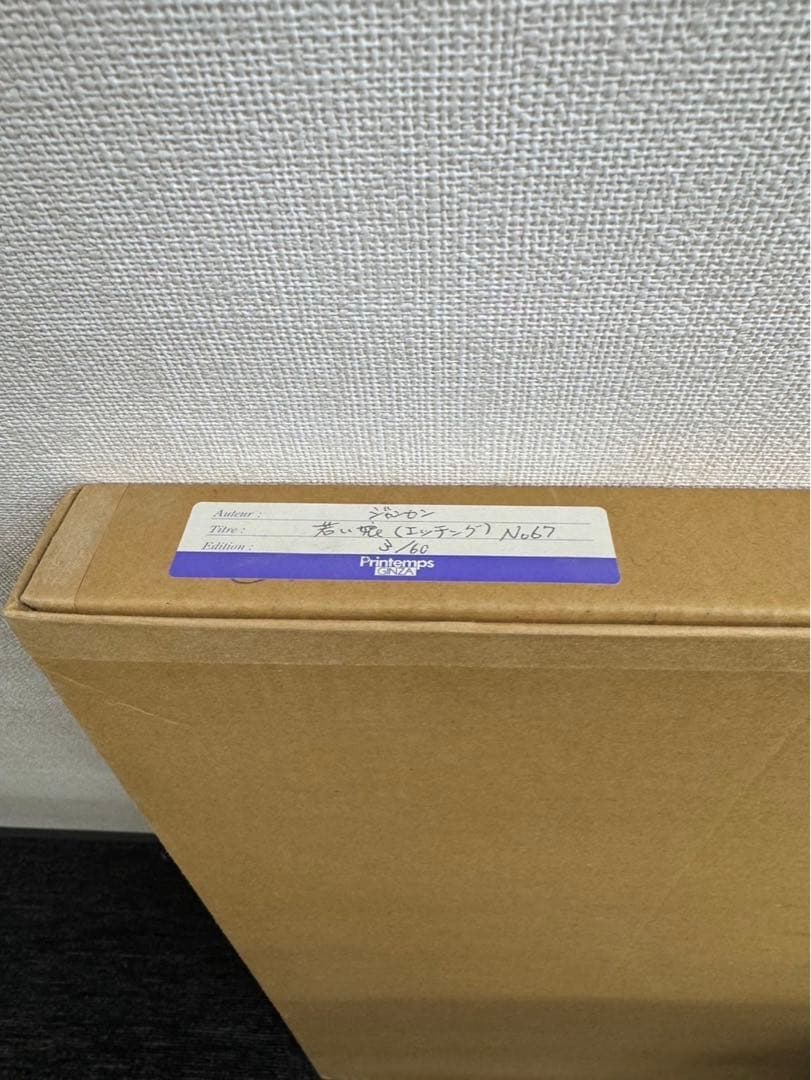 Auteur : ジャンセン
Titre : 若い娘 (エッチング) No67
Edition : 3/60
Printemps
GINZA